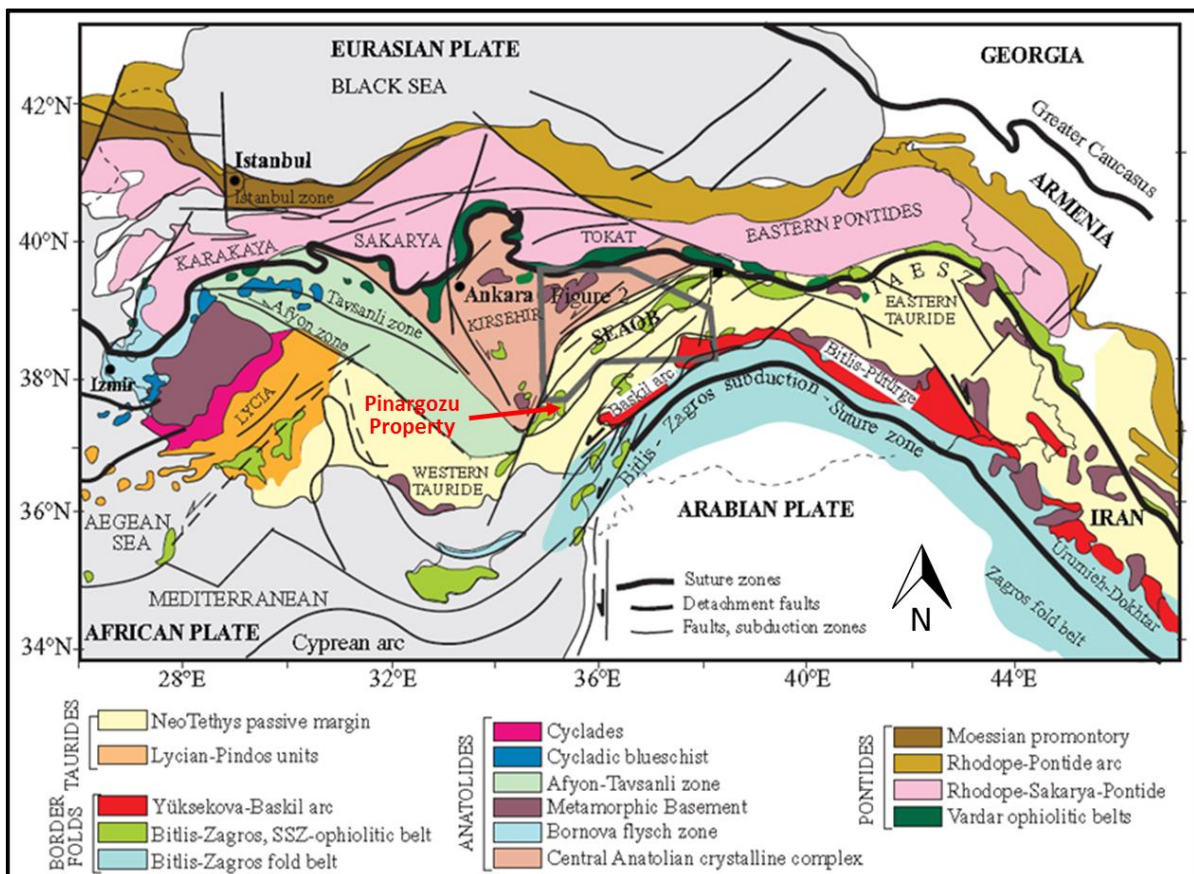 EURASIAN PLATE
BLACK SEA
GEORGIA
Greater Caucasus
ARMENIA
42°N
40°N
38°N
36°N
34°N
Istanbul
Istanbul zone
KARAKAYA
SAKARYA
TOKAT
EASTERN PONTIDES
Tavsanli zone
Afyon zone
Ankara
KIRSEHIR
Figure 2
SEAOB
I A E S Z
EASTERN
TAURIDE
Izmir
LYCIA
Pinargozu
Property
Baskil arc
Bitlis-Pütürge
Bitlis - Zagros subduction - Suture zone
WESTERN
TAURIDE
AEGEAN
SEA
ARABIAN PLATE
IRAN
Urumieh-Dokhtar
Zagros fold belt
MEDITERRANEAN
AFRICAN PLATE
Cyprean arc
Suture zones
Detachment faults
Faults, subduction zones
N
28°E 32°E 36°E 40°E 44°E
TAURIDES
NeoTethys passive margin
Lycian-Pindos units
BORDER
FOLDS
Yüksekova-Baskil arc
Bitlis-Zagros, SSZ-ophiolitic belt
Bitlis-Zagros fold belt
ANATOLIDES
Cyclades
Cycladic blueschist
Afyon-Tavsanli zone
Metamorphic Basement
Bornova flysch zone
Central Anatolian crystalline complex
PONTIDES
Moessian promontory
Rhodope-Pontide arc
Rhodope-Sakarya-Pontide
Vardar ophiolitic belts